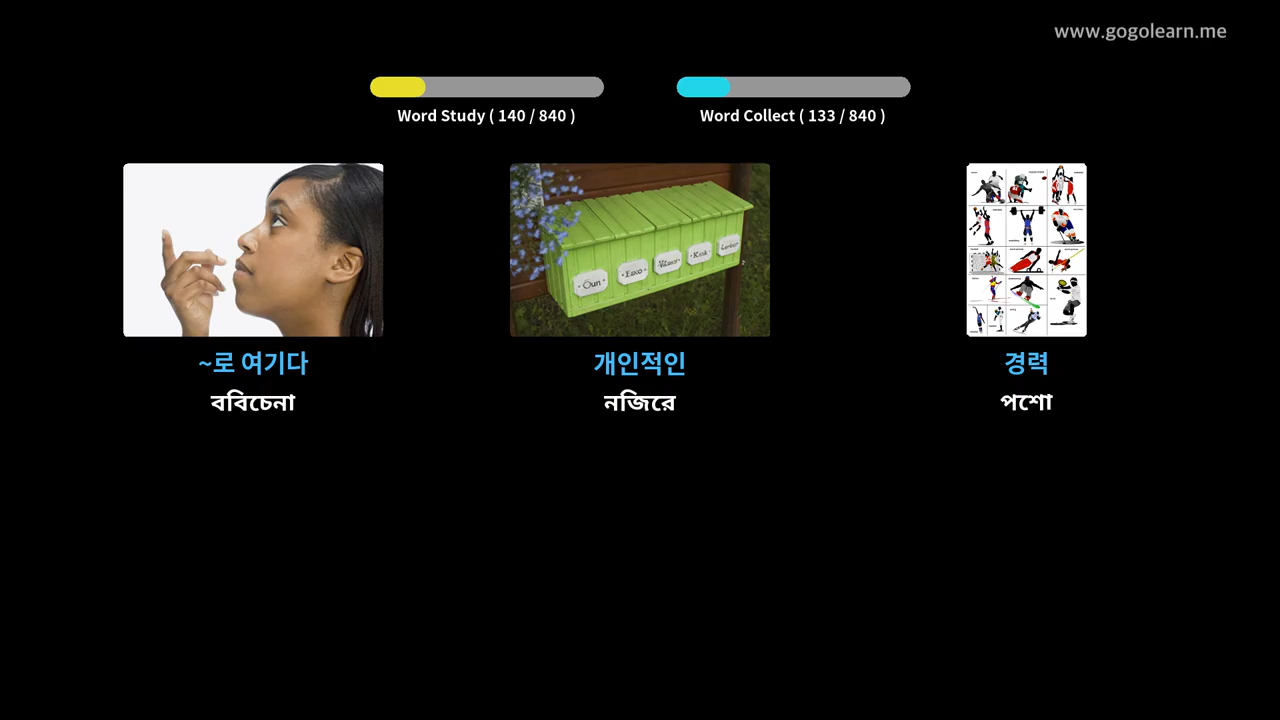 www.gogolearn.me
Word Study ( 140 / 840 )
Word Collect ( 133 / 840 )
~로 여기다
개인적인
경력
ববিচেনা
নজিরে
পশো